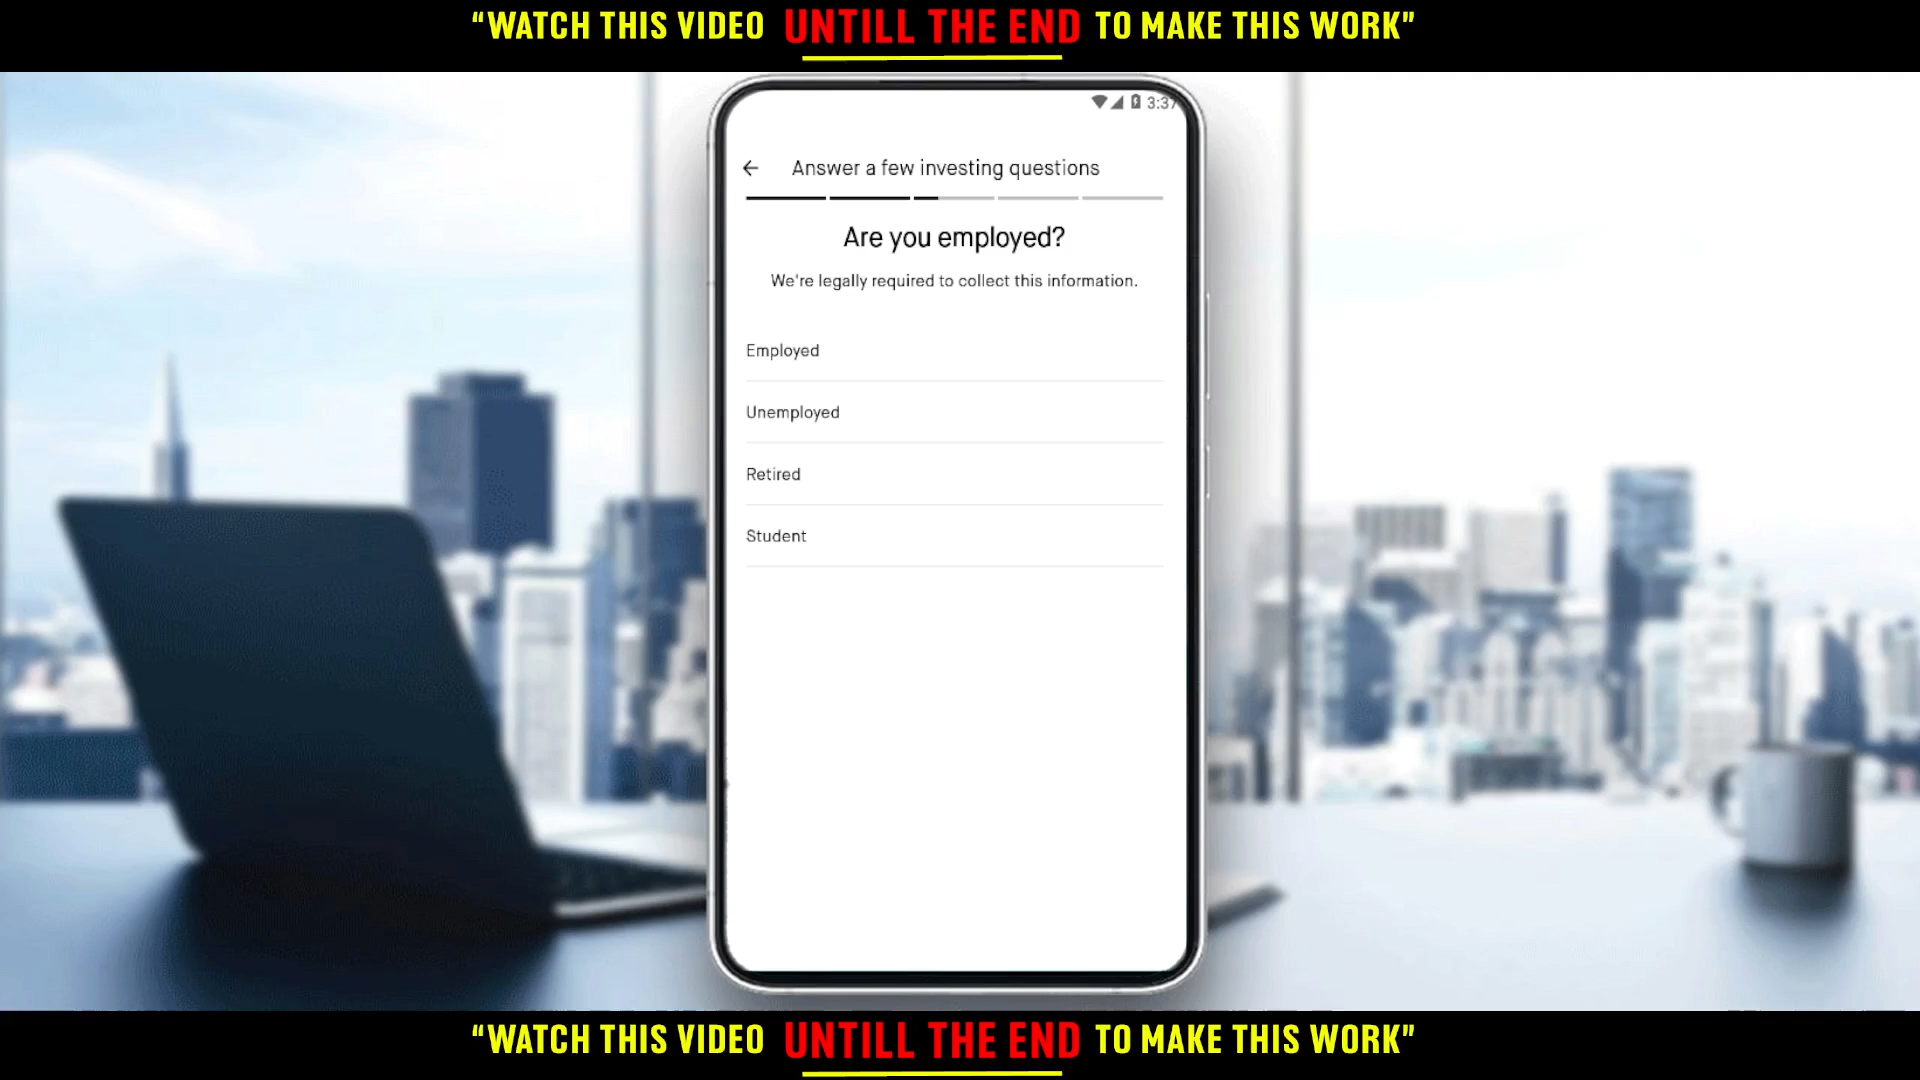 “WATCH THIS VIDEO UNTILL THE END TO MAKE THIS WORK”
3:37
Answer a few investing questions
Are you employed?
We're legally required to collect this information.
Employed
Unemployed
Retired
Student
“WATCH THIS VIDEO UNTILL THE END TO MAKE THIS WORK”